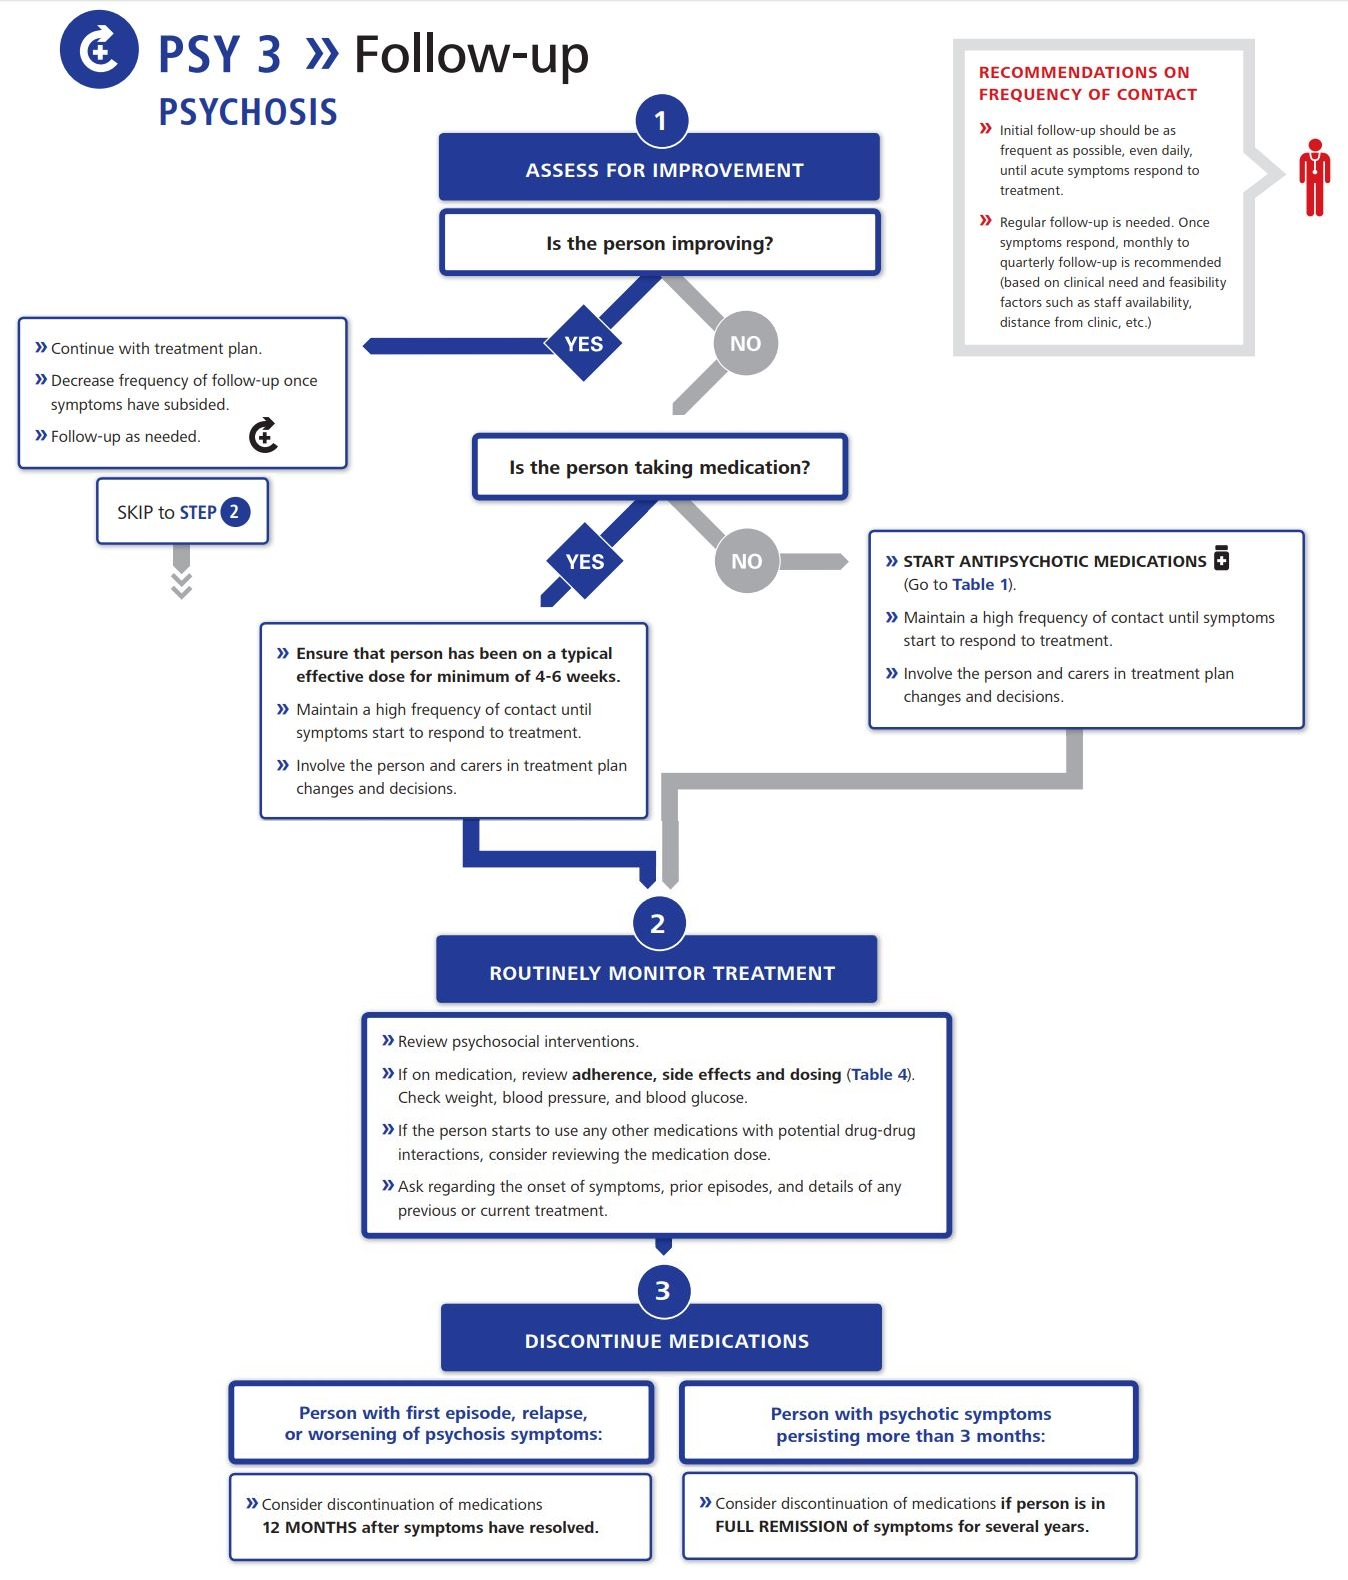 PSY 3 » Follow-up
PSYCHOSIS
RECOMMENDATIONS ON
FREQUENCY OF CONTACT
» Initial follow-up should be as
frequent as possible, even daily,
until acute symptoms respond to
treatment.
» Regular follow-up is needed. Once
symptoms respond, monthly to
quarterly follow-up is recommended
(based on clinical need and feasibility
factors such as staff availability,
distance from clinic, etc.)
1
ASSESS FOR IMPROVEMENT
Is the person improving?
YES
NO
» Continue with treatment plan.
» Decrease frequency of follow-up once
symptoms have subsided.
» Follow-up as needed.
SKIP to STEP 2
Is the person taking medication?
YES
NO
» START ANTIPSYCHOTIC MEDICATIONS
(Go to Table 1).
» Maintain a high frequency of contact until symptoms
start to respond to treatment.
» Involve the person and carers in treatment plan
changes and decisions.
» Ensure that person has been on a typical
effective dose for minimum of 4-6 weeks.
» Maintain a high frequency of contact until
symptoms start to respond to treatment.
» Involve the person and carers in treatment plan
changes and decisions.
2
ROUTINELY MONITOR TREATMENT
» Review psychosocial interventions.
» If on medication, review adherence, side effects and dosing (Table 4).
Check weight, blood pressure, and blood glucose.
» If the person starts to use any other medications with potential drug-drug
interactions, consider reviewing the medication dose.
» Ask regarding the onset of symptoms, prior episodes, and details of any
previous or current treatment.
3
DISCONTINUE MEDICATIONS
Person with first episode, relapse,
or worsening of psychosis symptoms:
» Consider discontinuation of medications
12 MONTHS after symptoms have resolved.
Person with psychotic symptoms
persisting more than 3 months:
» Consider discontinuation of medications if person is in
FULL REMISSION of symptoms for several years.